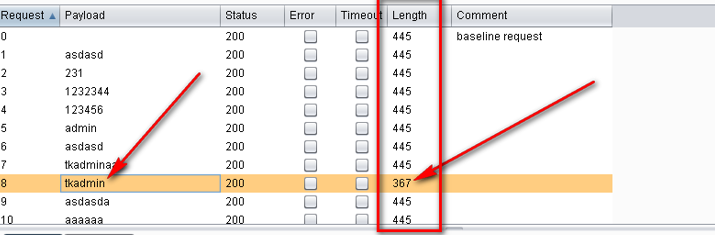 Request Payload Status Error Timeout Length Comment
0 200 445 baseline request
1 asdasd 200 445
2 231 200 445
3 1232344 200 445
4 123456 200 445
5 admin 200 445
6 asdasd 200 445
7 tkadminaa 200 445
8 tkadmin 200 367
9 asdasda 200 445
10 aaaaaa 200 445